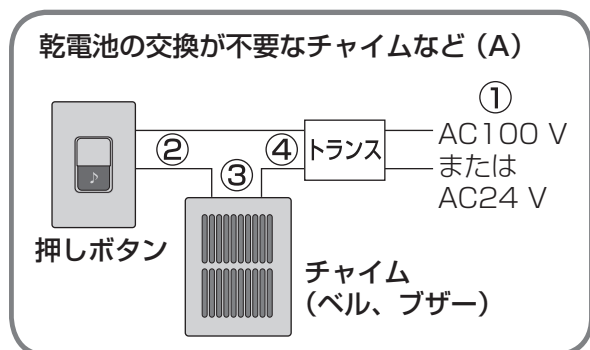 乾電池の交換が不要なチャイムなど（A）
①
AC100 V
または
AC24 V
② ④ トランス
③
♪
押しボタン
チャイム
（ベル、ブザー）